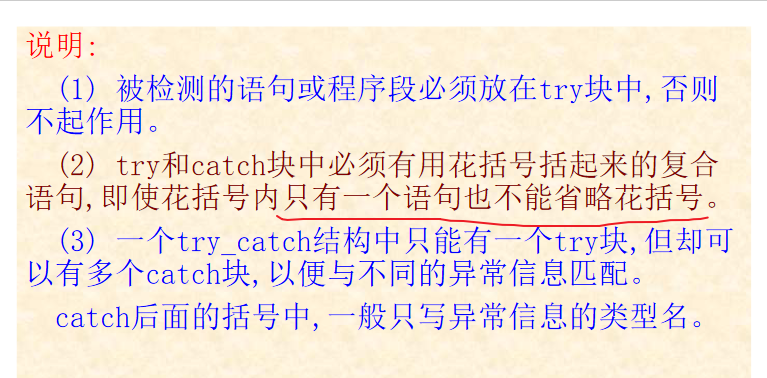 说明:
(1) 被检测的语句或程序段必须放在try块中,否则
不起作用。
(2) try和catch块中必须有用花括号括起来的复合
语句,即使花括号内只有一个语句也不能省略花括号。
(3) 一个try_catch结构中只能有一个try块,但却可
以有多个catch块,以便与不同的异常信息匹配。
catch后面的括号中,一般只写异常信息的类型名。